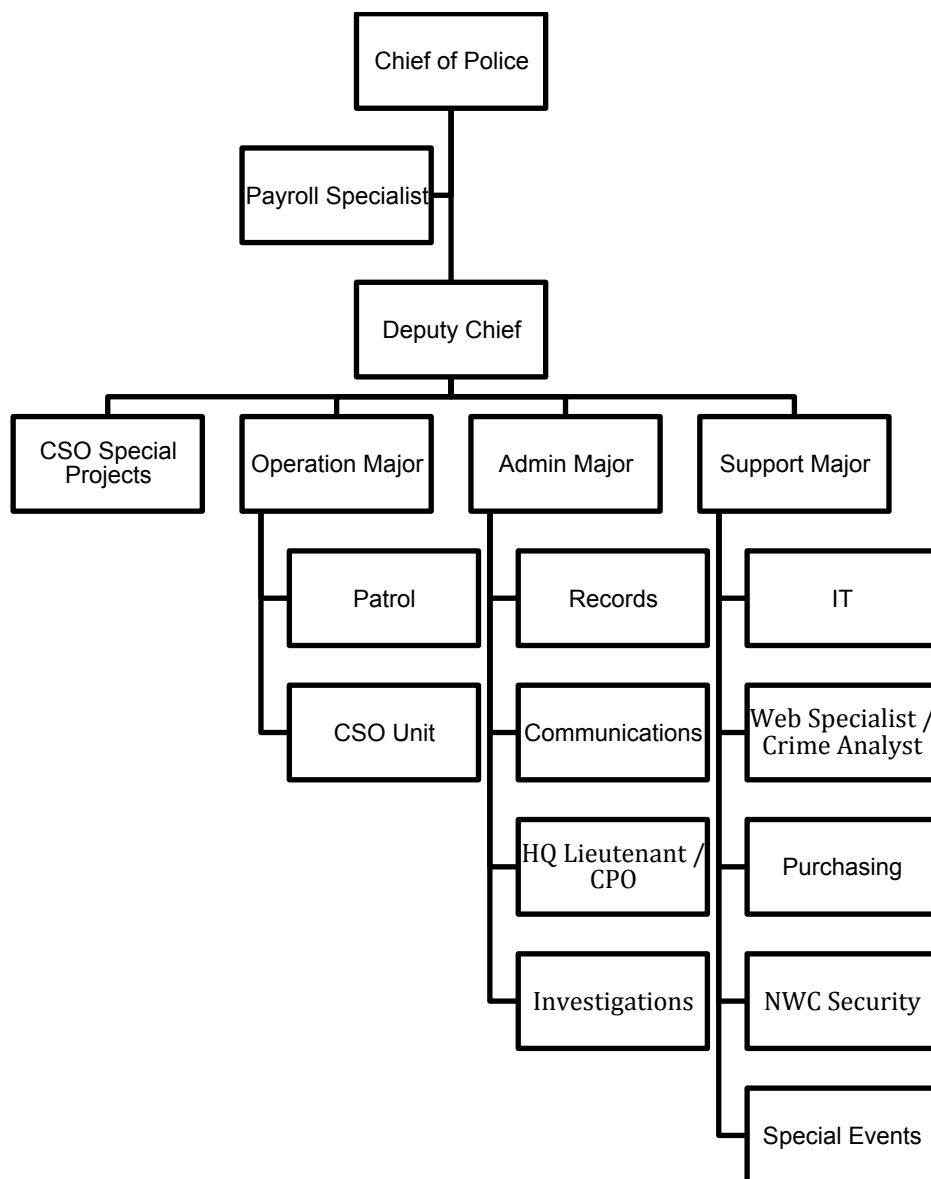 Chief of Police
Payroll Specialist
Deputy Chief
CSO Special
Projects
Operation Major
Admin Major
Support Major
Patrol
Records
IT
CSO Unit
Communications
Web Specialist /
Crime Analyst
HQ Lieutenant /
CPO
Purchasing
Investigations
NWC Security
Special Events